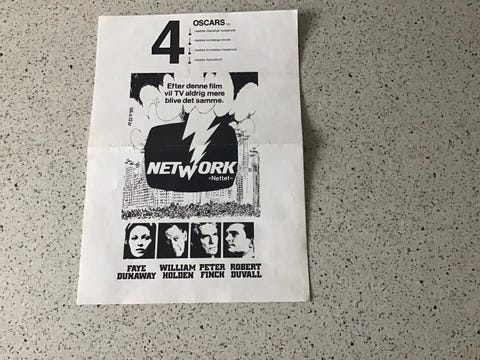 4
OSCARS
Efter denne film
vil TV aldrig mere
blive det samme.
NETWORK
-Nettet-
FAYE
DUNAWAY
WILLIAM
HOLDEN
PETER
FINCH
ROBERT
DUVALL